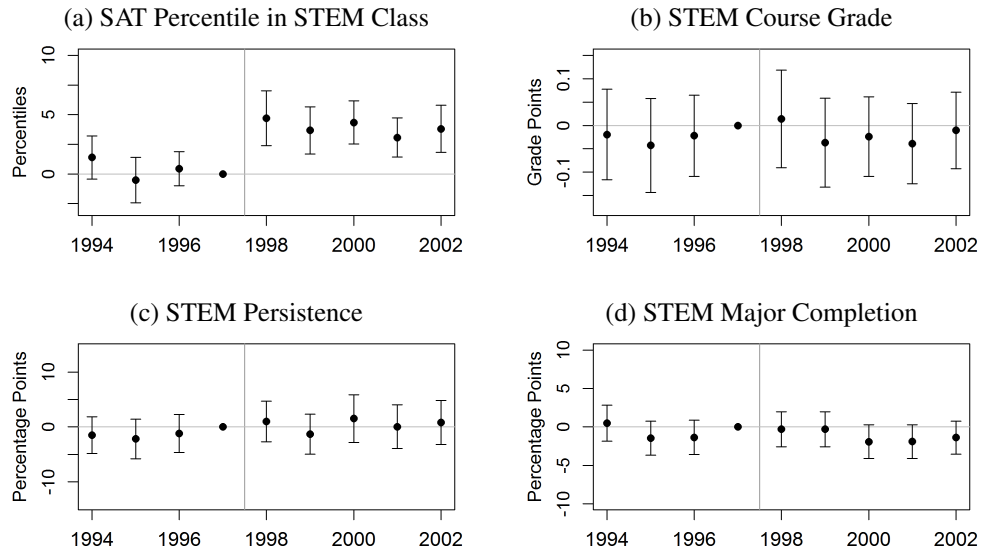 (a) SAT Percentile in STEM Class
Percentiles
10
5
0
1994 1996 1998 2000 2002
(b) STEM Course Grade
Grade Points
0.1
0
-0.1
1994 1996 1998 2000 2002
(c) STEM Persistence
Percentage Points
10
0
-10
1994 1996 1998 2000 2002
(d) STEM Major Completion
Percentage Points
10
5
0
-5
-10
1994 1996 1998 2000 2002